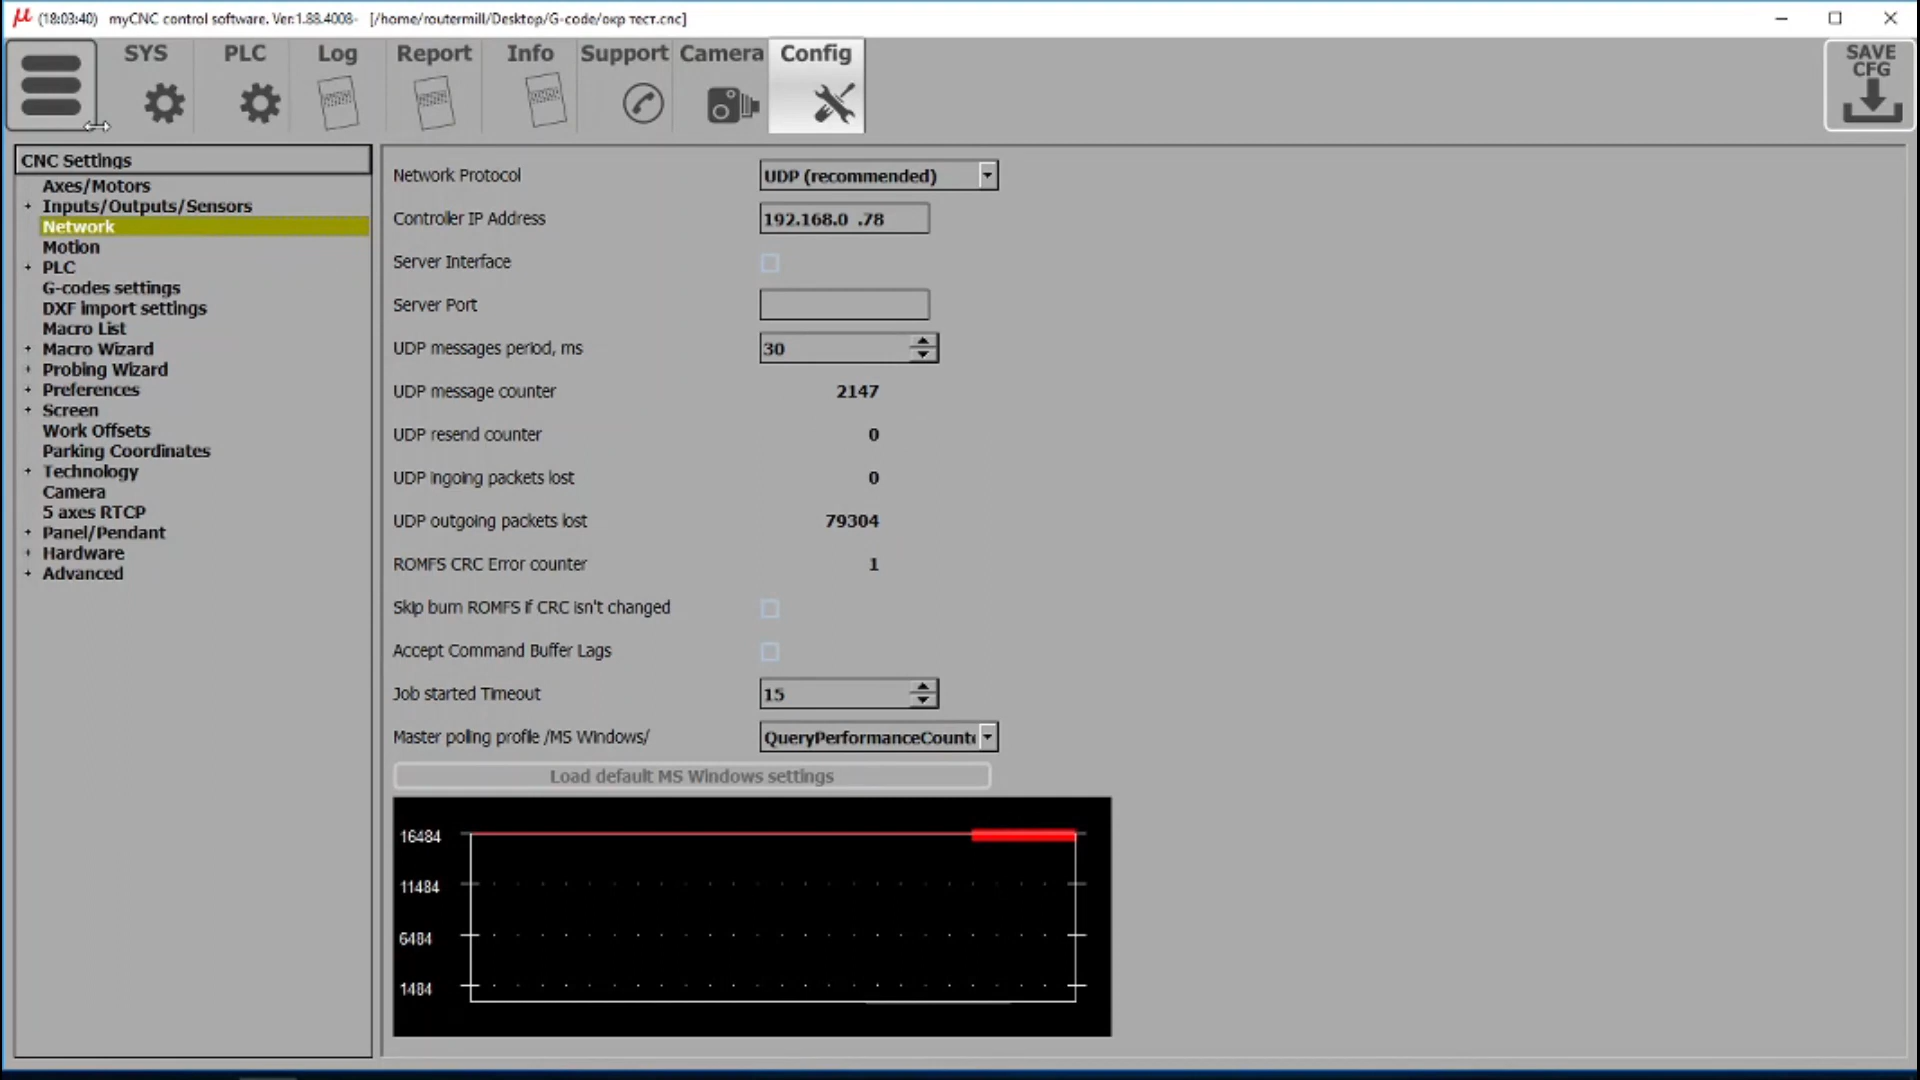 µ (18:03:40) myCNC control software. Ver:1.88.4008- [/home/routermill/Desktop/G-code/окр тест.cnc]
SYS PLC Log Report Info Support Camera Config
SAVE
CFG
CNC Settings
Axes/Motors
+ Inputs/Outputs/Sensors
Network
Motion
+ PLC
G-codes settings
DXF import settings
Macro List
+ Macro Wizard
+ Probing Wizard
+ Preferences
+ Screen
Work Offsets
Parking Coordinates
+ Technology
Camera
5 axes RTCP
+ Panel/Pendant
+ Hardware
+ Advanced
Network Protocol UDP (recommended)
Controller IP Address 192.168.0 .78
Server Interface
Server Port
UDP messages period, ms 30
UDP message counter 2147
UDP resend counter 0
UDP ingoing packets lost 0
UDP outgoing packets lost 79304
ROMFS CRC Error counter 1
Skip burn ROMFS if CRC isn't changed
Accept Command Buffer Lags
Job started Timeout 15
Master poling profile /MS Windows/ QueryPerformanceCount
Load default MS Windows settings
16484
11484
6484
1484